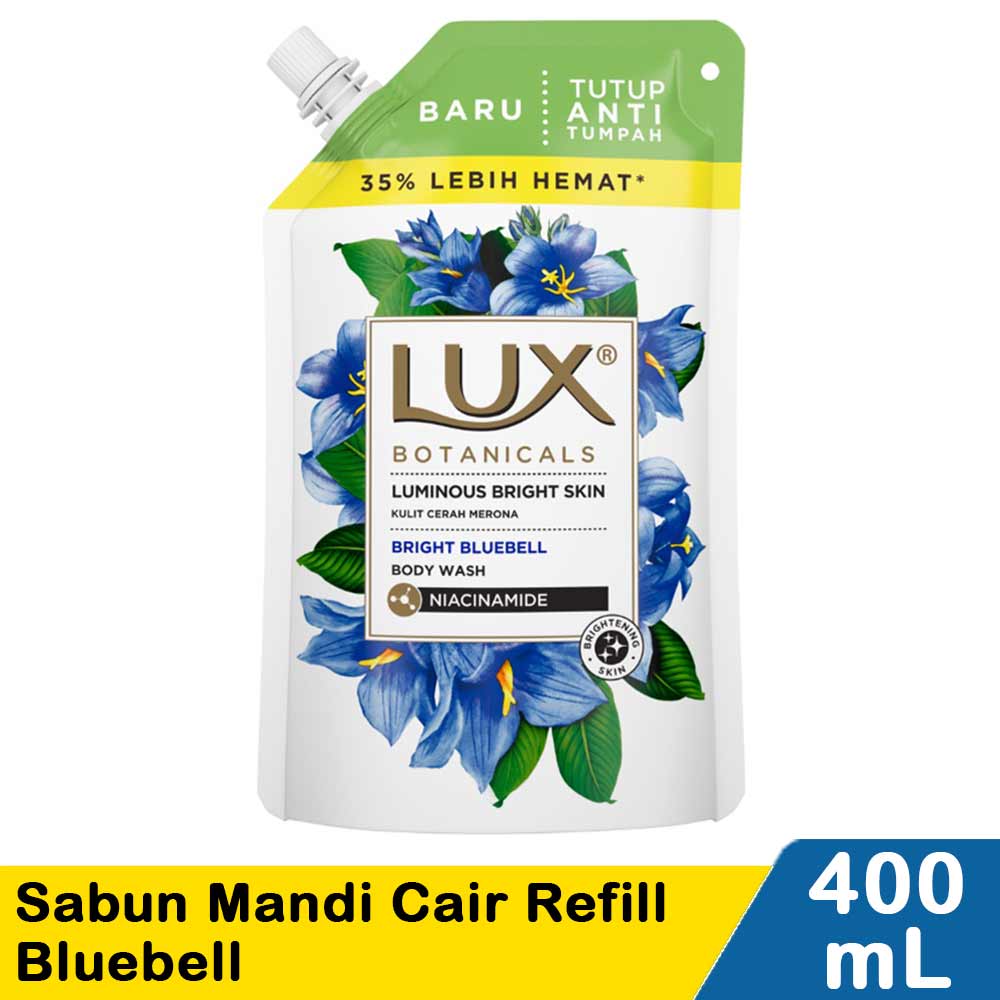 BARU
TUTUP
ANTI
TUMPAH
35% LEBIH HEMAT*
LUX®
BOTANICALS
LUMINOUS BRIGHT SKIN
KULIT CERAH MERONA
BRIGHT BLUEBELL
BODY WASH
NIACINAMIDE
BRIGHTENING
SKIN
Sabun Mandi Cair Refill
Bluebell
400
mL